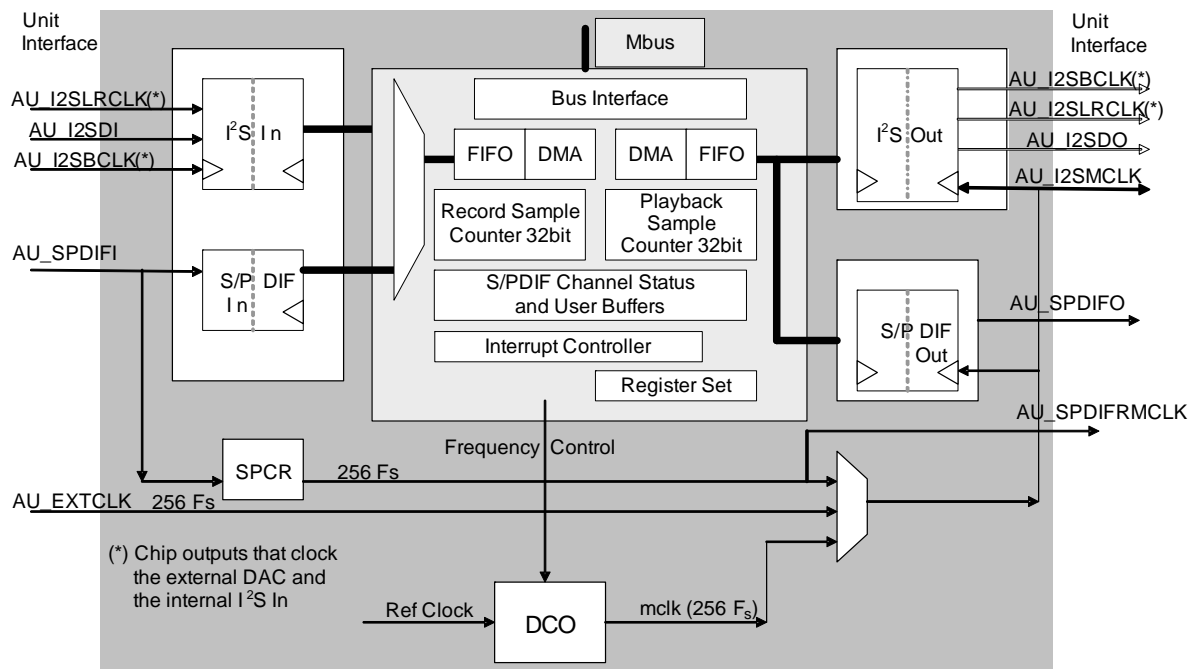 Unit
Interface
Mbus
Unit
Interface
Bus Interface
AU_I2SLRCLK(*)
AU_I2SDI
AU_I2SBCLK(*)
I²S In
FIFO
DMA
DMA
FIFO
I²S Out
AU_I2SBCLK(*)
AU_I2SLRCLK(*)
AU_I2SDO
AU_I2SMCLK
Record Sample
Counter 32bit
Playback
Sample
Counter 32bit
AU_SPDIFI
S/P DIF
In
S/PDIF Channel Status
and User Buffers
Interrupt Controller
Register Set
S/P DIF
Out
AU_SPDIFO
AU_SPDIFRMCLK
Frequency Control
SPCR
256 Fs
AU_EXTCLK
256 Fs
(*) Chip outputs that clock
the external DAC and
the internal I²S In
Ref Clock
DCO
mclk (256 Fₛ)